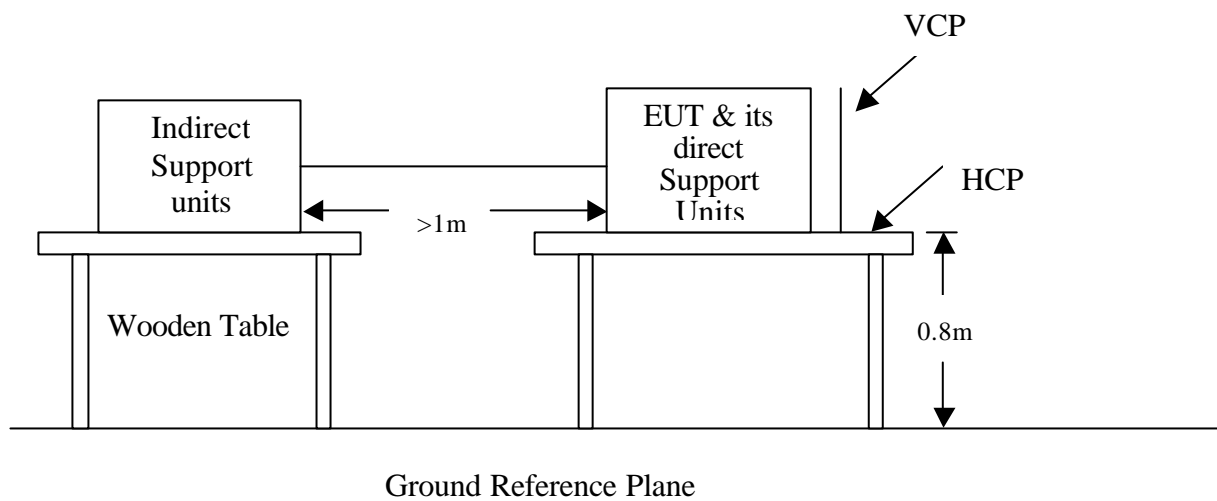 VCP
Indirect
Support
units
EUT & its
direct
Support
Units
HCP
>1m
Wooden Table
0.8m
Ground Reference Plane